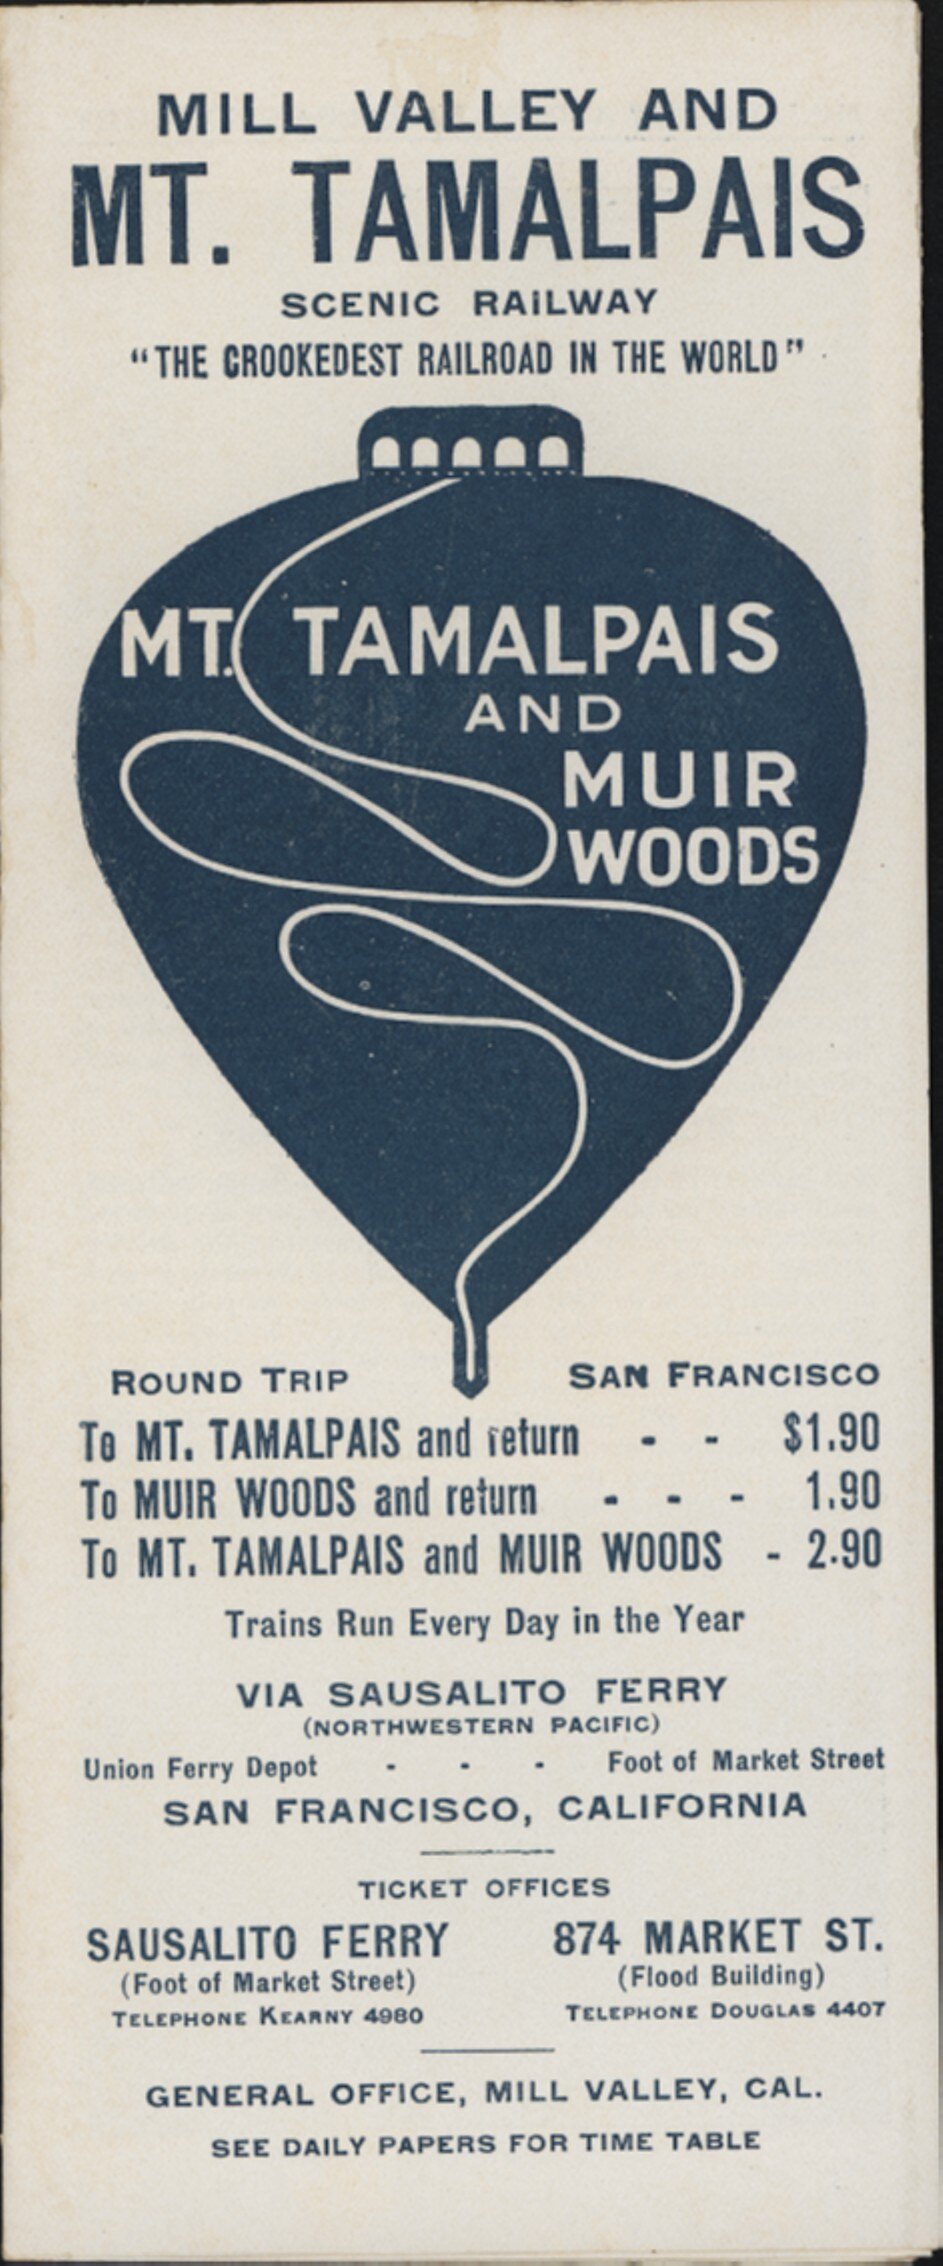 MILL VALLEY AND
MT. TAMALPAIS
SCENIC RAILWAY
"THE CROOKEDEST RAILROAD IN THE WORLD"
MT. TAMALPAIS
AND
MUIR
WOODS
ROUND TRIP SAN FRANCISCO
To MT. TAMALPAIS and return - - $1.90
To MUIR WOODS and return - - - 1.90
To MT. TAMALPAIS and MUIR WOODS - 2.90
Trains Run Every Day in the Year
VIA SAUSALITO FERRY
(NORTHWESTERN PACIFIC)
Union Ferry Depot - - - Foot of Market Street
SAN FRANCISCO, CALIFORNIA
TICKET OFFICES
SAUSALITO FERRY 874 MARKET ST.
(Foot of Market Street) (Flood Building)
TELEPHONE KEARNY 4980 TELEPHONE DOUGLAS 4407
GENERAL OFFICE, MILL VALLEY, CAL.
SEE DAILY PAPERS FOR TIME TABLE